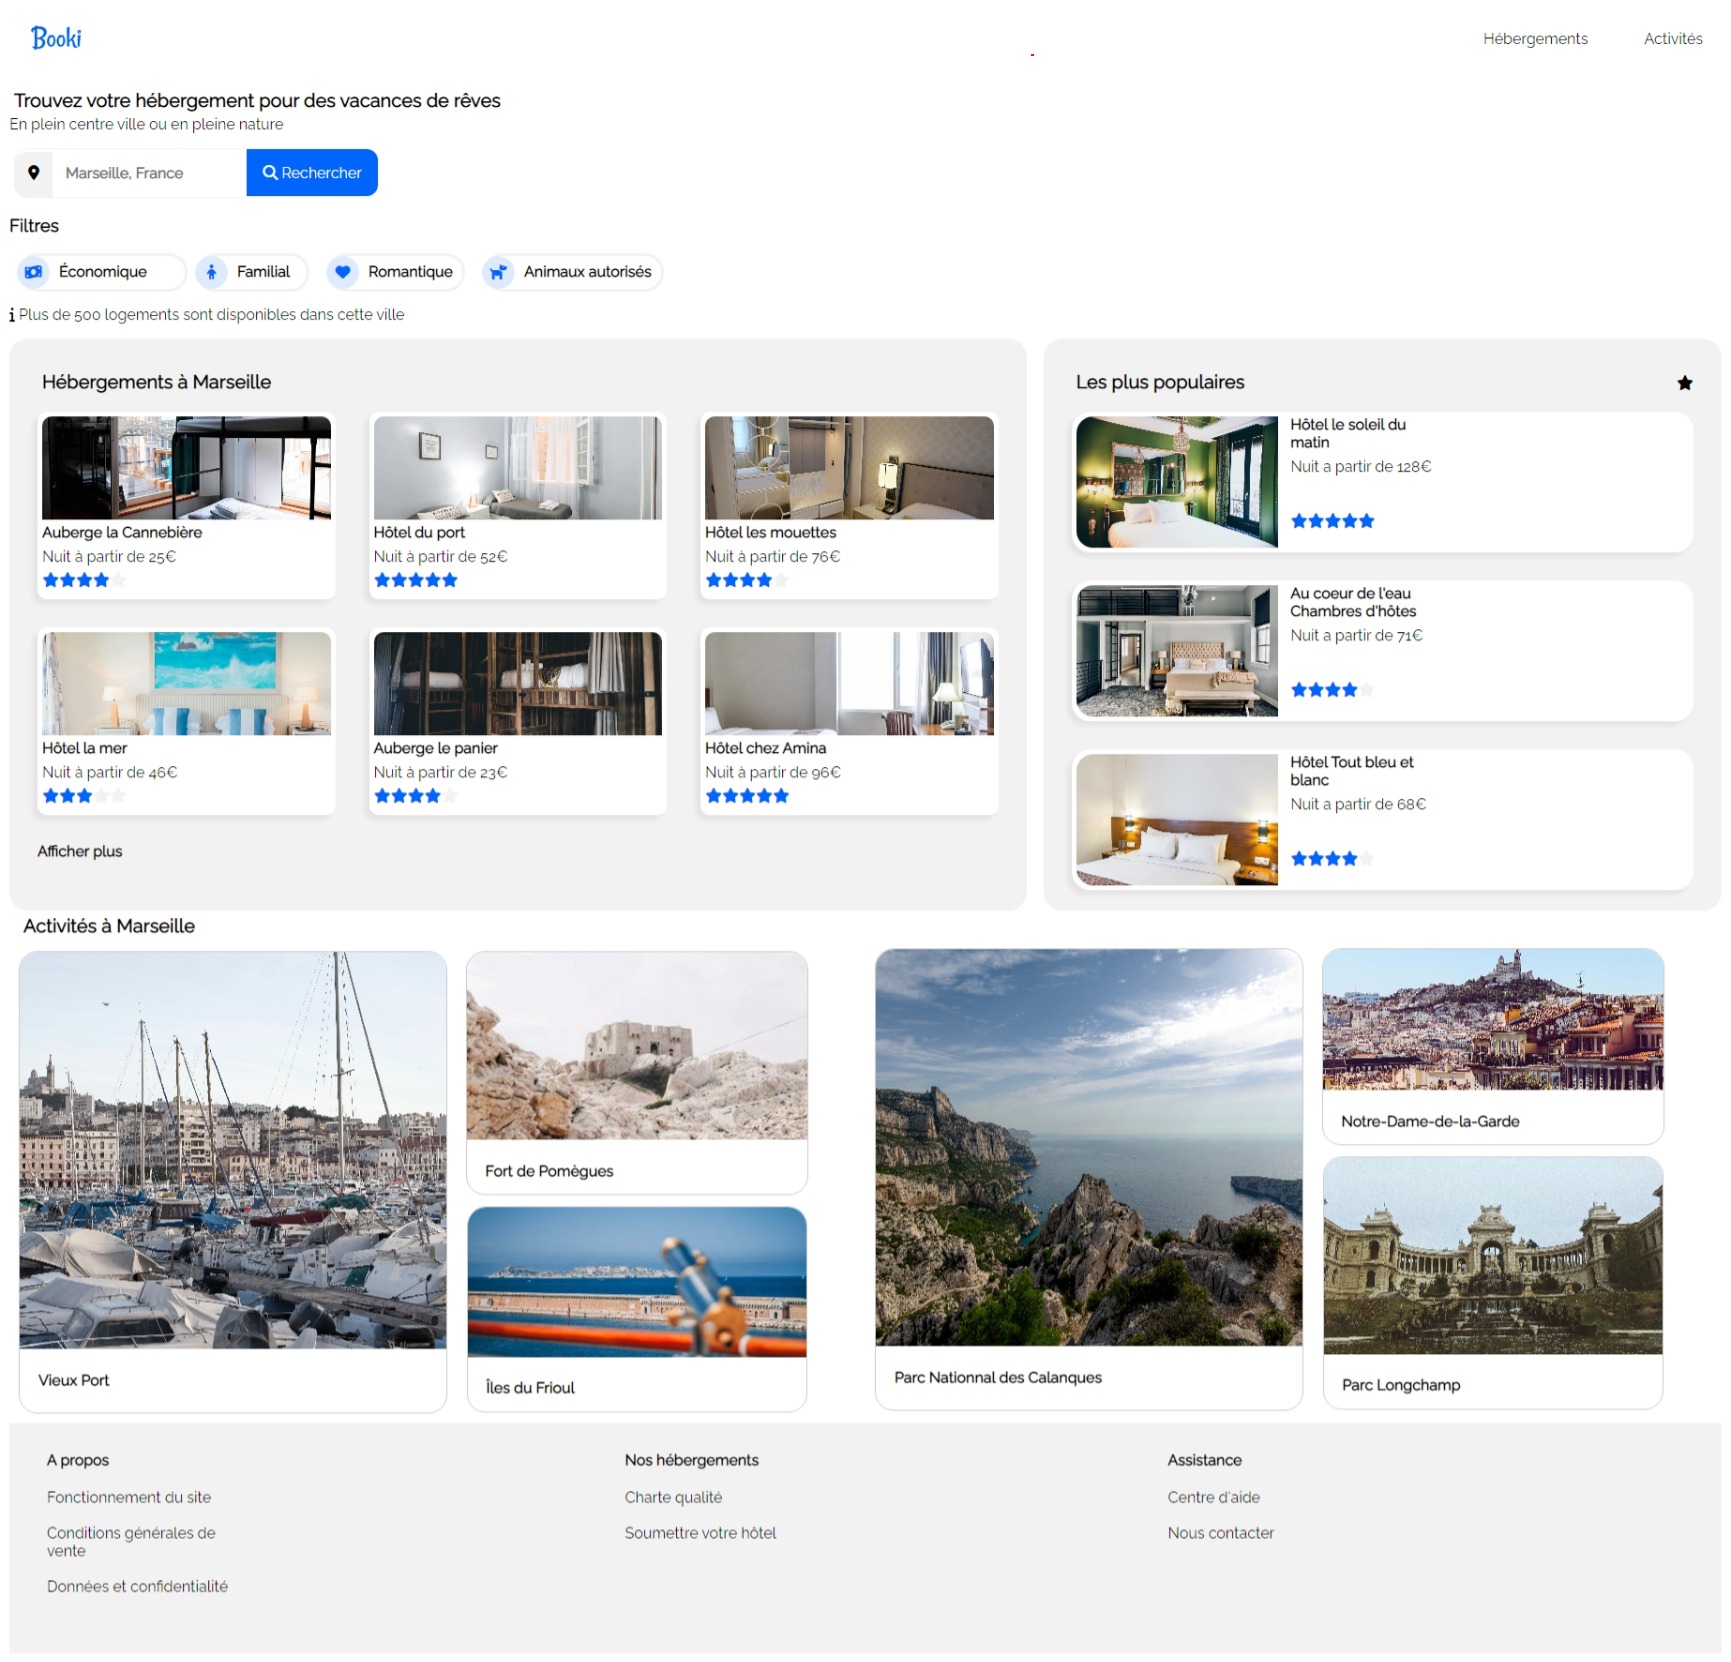 Booki
Hébergements
Activités
Trouvez votre hébergement pour des vacances de rêves
En plein centre ville ou en pleine nature
Marseille, France
Rechercher
Filtres
Économique
Familial
Romantique
Animaux autorisés
Plus de 500 logements sont disponibles dans cette ville
Hébergements à Marseille
Auberge la Cannebière
Nuit à partir de 25€
Hôtel du port
Nuit à partir de 52€
Hôtel les mouettes
Nuit à partir de 76€
Hôtel la mer
Nuit à partir de 46€
Auberge le panier
Nuit à partir de 23€
Hôtel chez Amina
Nuit à partir de 96€
Afficher plus
Les plus populaires
Hôtel le soleil du
matin
Nuit a partir de 128€
Au coeur de l'eau
Chambres d'hôtes
Nuit a partir de 71€
Hôtel Tout bleu et
blanc
Nuit a partir de 68€
Activités à Marseille
Vieux Port
Fort de Pomègues
Îles du Frioul
Parc Nationnal des Calanques
Notre-Dame-de-la-Garde
Parc Longchamp
A propos
Fonctionnement du site
Conditions générales de
vente
Données et confidentialité
Nos hébergements
Charte qualité
Soumettre votre hôtel
Assistance
Centre d'aide
Nous contacter